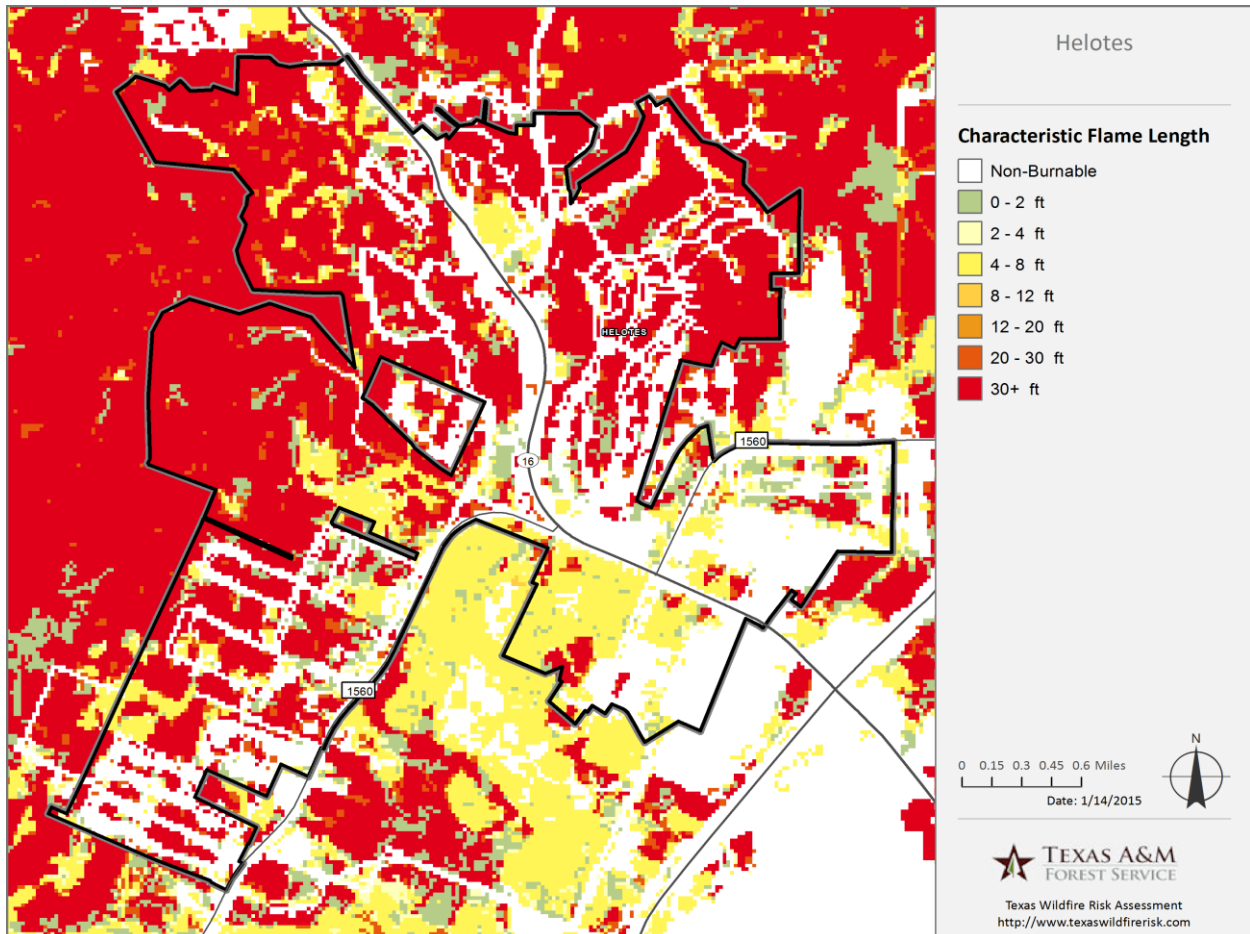 Helotes
Characteristic Flame Length
Non-Burnable
0 - 2 ft
2 - 4 ft
4 - 8 ft
8 - 12 ft
12 - 20 ft
20 - 30 ft
30+ ft
HELOTES
1560
16
1560
N
0 0.15 0.3 0.45 0.6 Miles
Date: 1/14/2015
TEXAS A&M
FOREST SERVICE
Texas Wildfire Risk Assessment
http://www.texaswildfirerisk.com